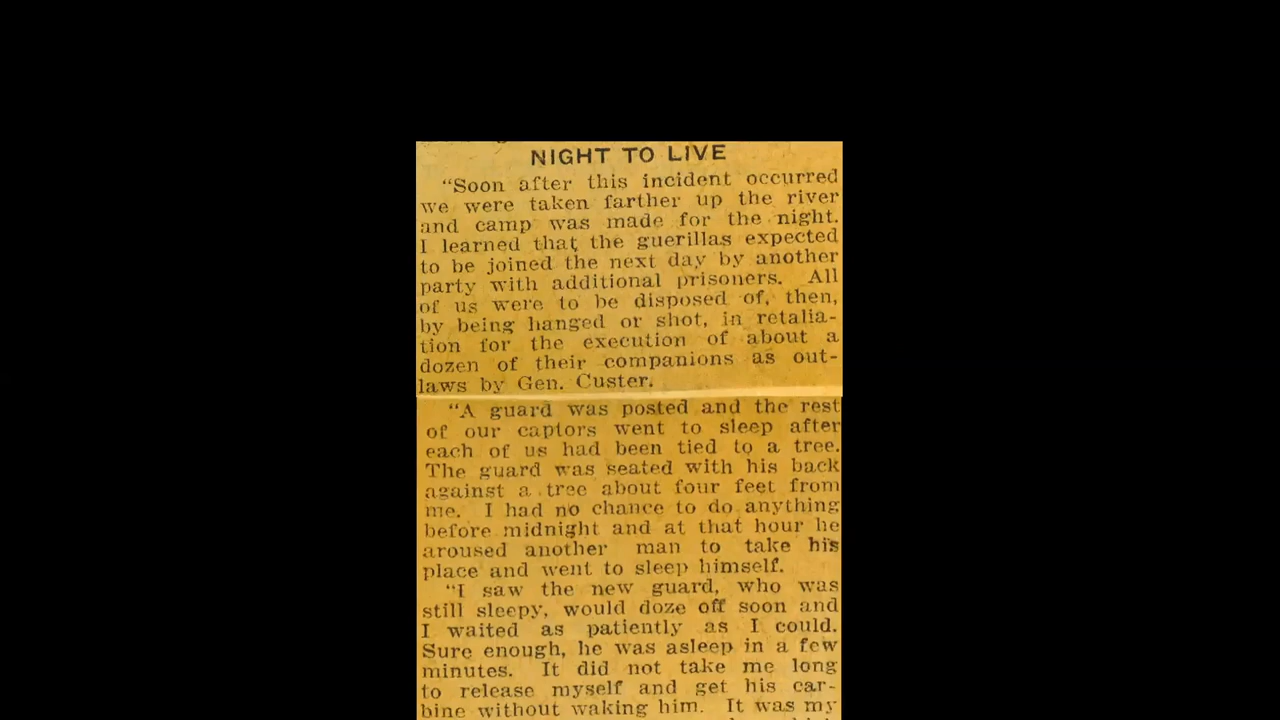 NIGHT TO LIVE
"Soon after this incident occurred
we were taken farther up the river
and camp was made for the night.
I learned that the guerillas expected
to be joined the next day by another
party with additional prisoners. All
of us were to be disposed of, then,
by being hanged or shot, in retalia-
tion for the execution of about a
dozen of their companions as out-
laws by Gen. Custer.
"A guard was posted and the rest
of our captors went to sleep after
each of us had been tied to a tree.
The guard was seated with his back
against a tree about four feet from
me. I had no chance to do anything
before midnight and at that hour he
aroused another man to take his
place and went to sleep himself.
"I saw the new guard, who was
still sleepy, would doze off soon and
I waited as patiently as I could.
Sure enough, he was asleep in a few
minutes. It did not take me long
to release myself and get his car-
bine without waking him. It was my